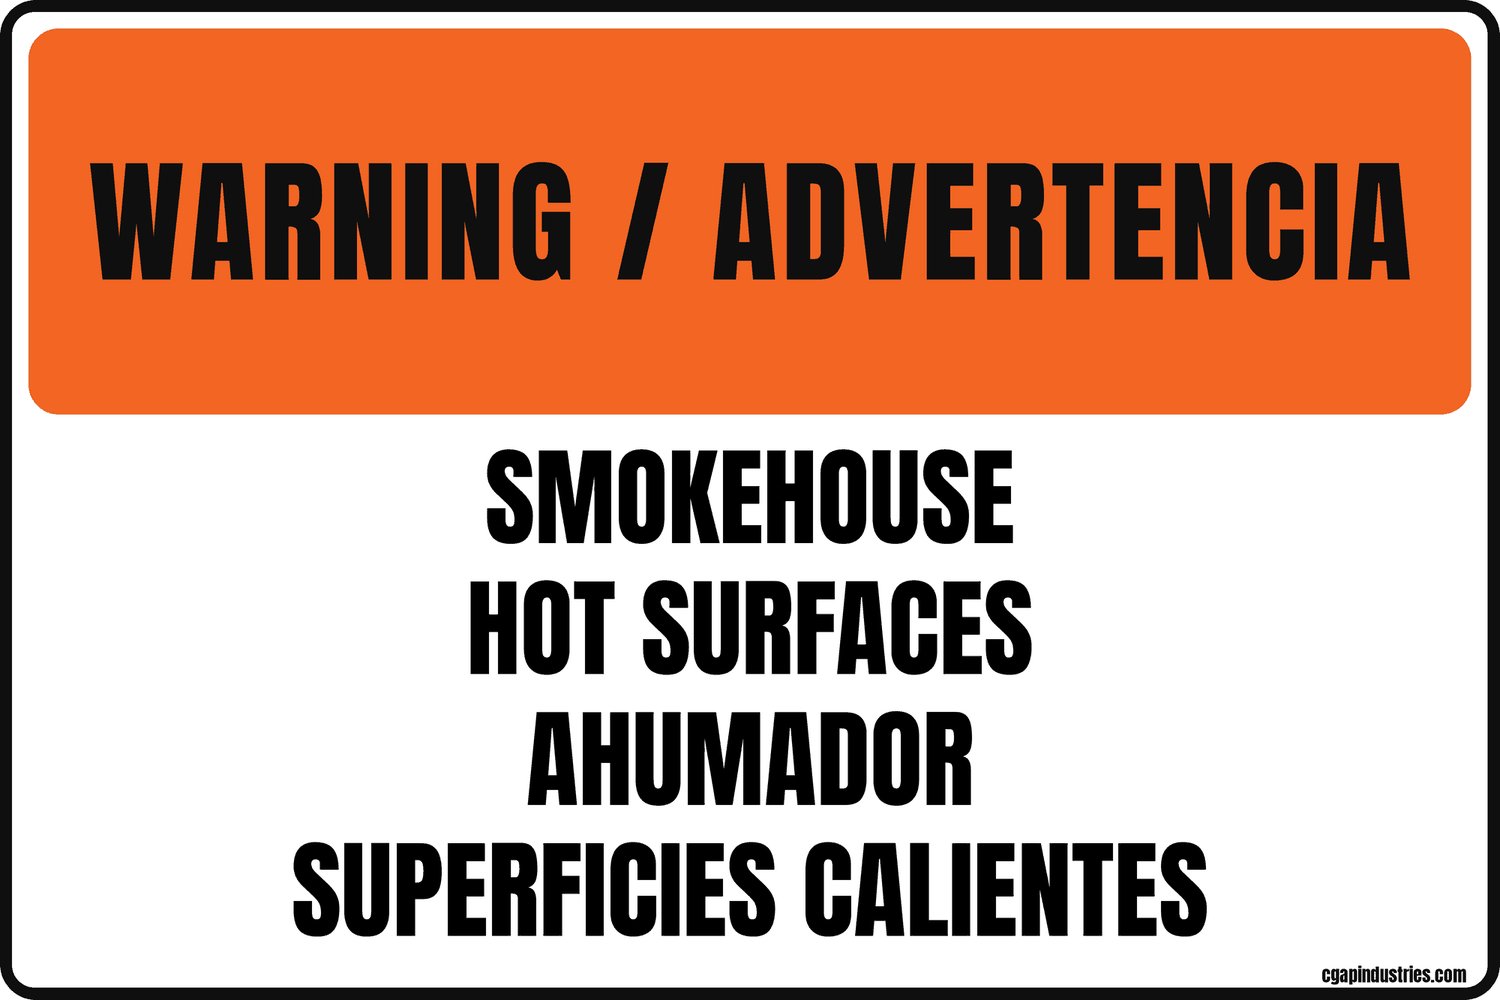 WARNING / ADVERTENCIA
SMOKEHOUSE
HOT SURFACES
AHUMADOR
SUPERFICIES CALIENTES
cgapindustries.com